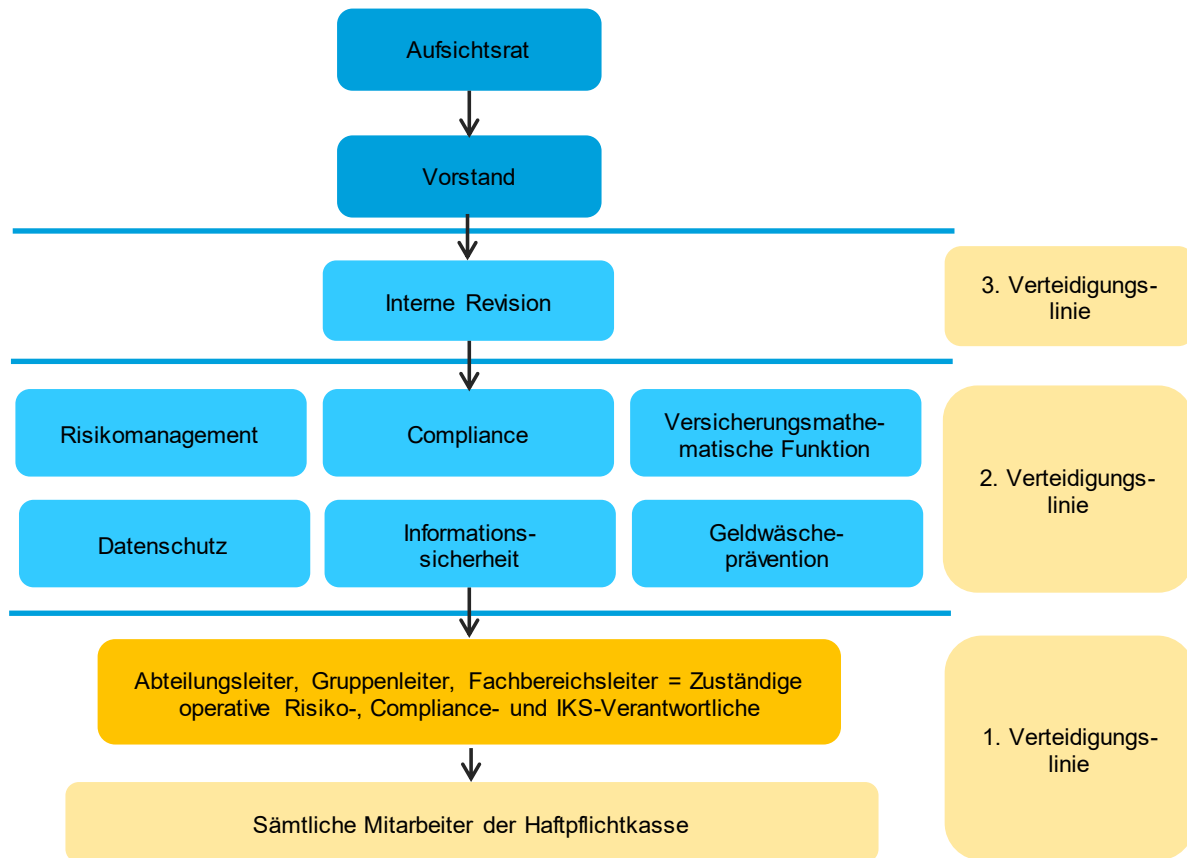 Aufsichtsrat
Vorstand
Interne Revision
3. Verteidigungs-
linie
Risikomanagement
Compliance
Versicherungsmathe-
matische Funktion
Datenschutz
Informations-
sicherheit
Geldwäsche-
prävention
2. Verteidigungs-
linie
Abteilungsleiter, Gruppenleiter, Fachbereichsleiter = Zuständige
operative Risiko-, Compliance- und IKS-Verantwortliche
Sämtliche Mitarbeiter der Haftpflichtkasse
1. Verteidigungs-
linie